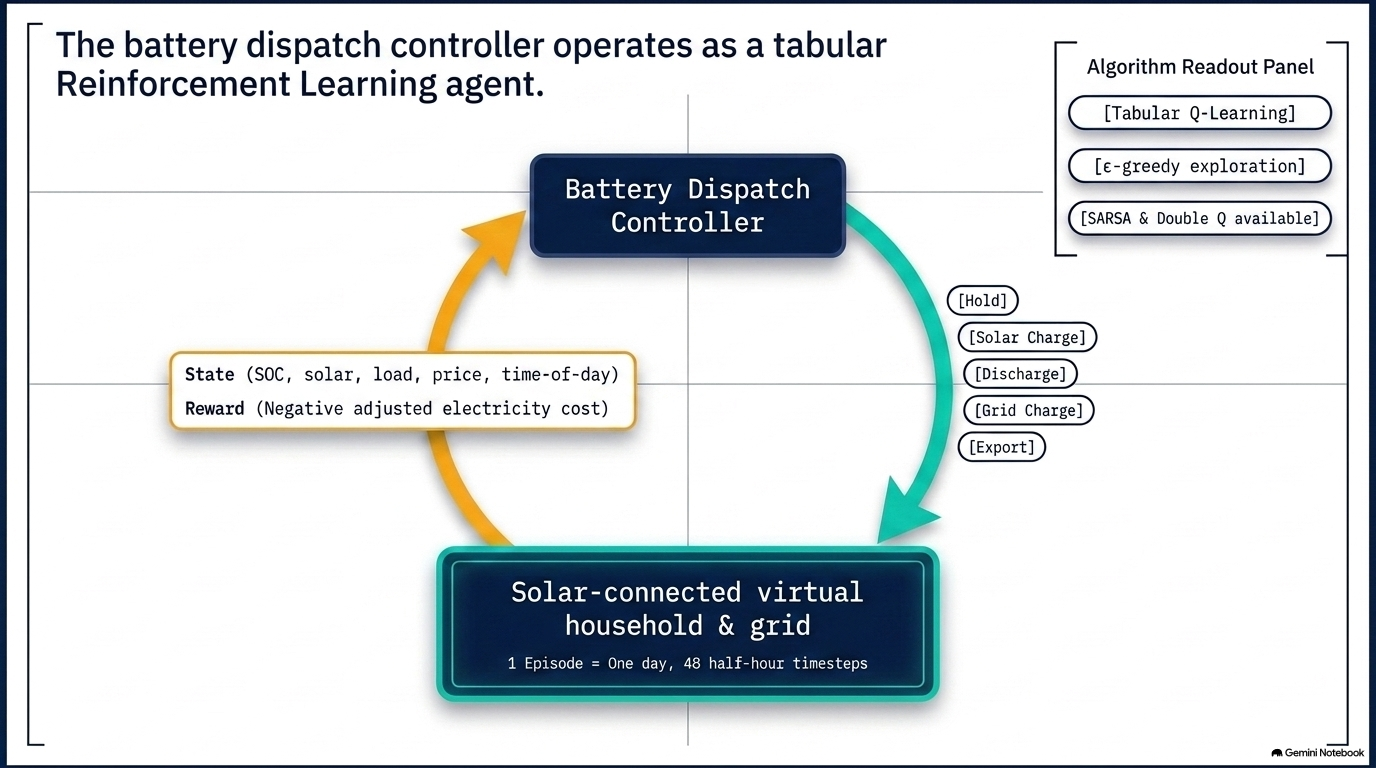 The battery dispatch controller operates as a tabular
Reinforcement Learning agent.
Algorithm Readout Panel
[Tabular Q-Learning]
[ε-greedy exploration]
[SARSA & Double Q available]
Battery Dispatch
Controller
[Hold]
[Solar Charge]
[Discharge]
[Grid Charge]
[Export]
State (SOC, solar, load, price, time-of-day)
Reward (Negative adjusted electricity cost)
Solar-connected virtual
household & grid
1 Episode = One day, 48 half-hour timesteps
Gemini Notebook